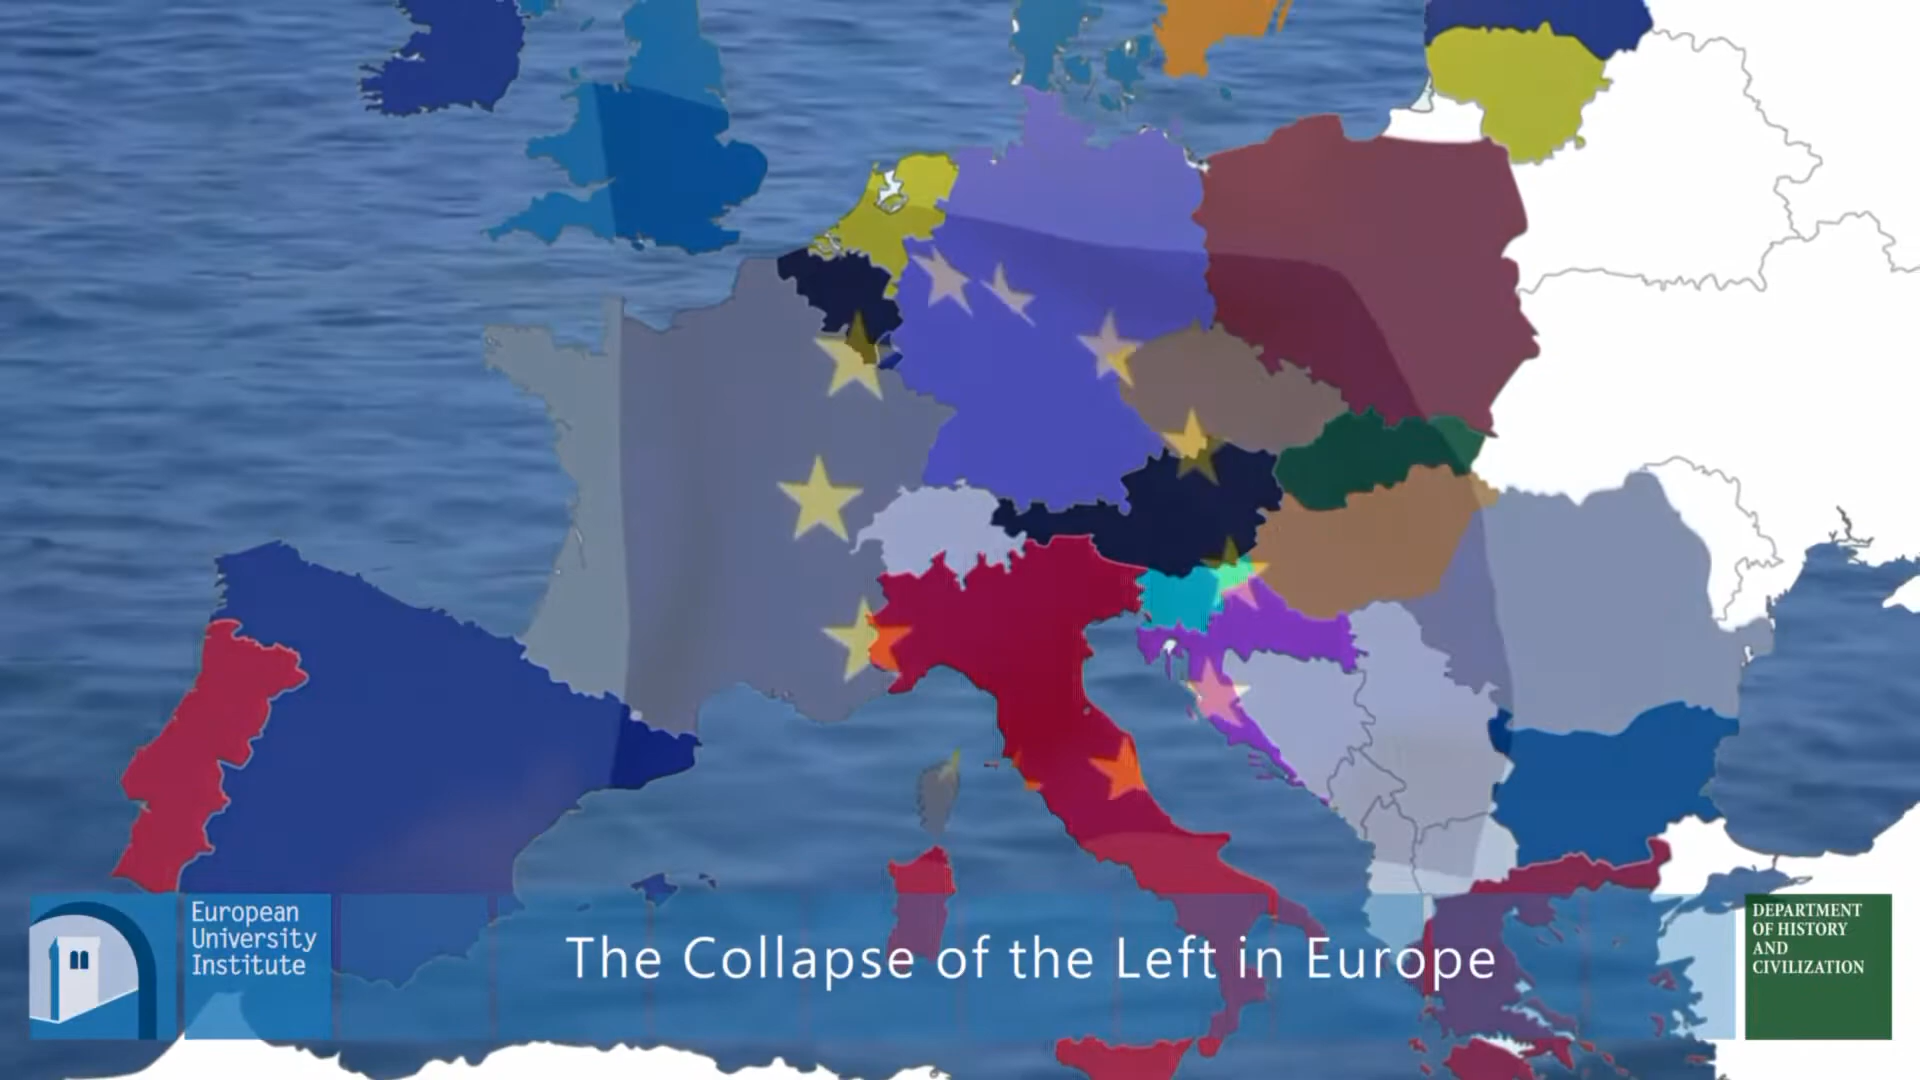 European
University
Institute
The Collapse of the Left in Europe
DEPARTMENT
OF HISTORY
AND
CIVILIZATION